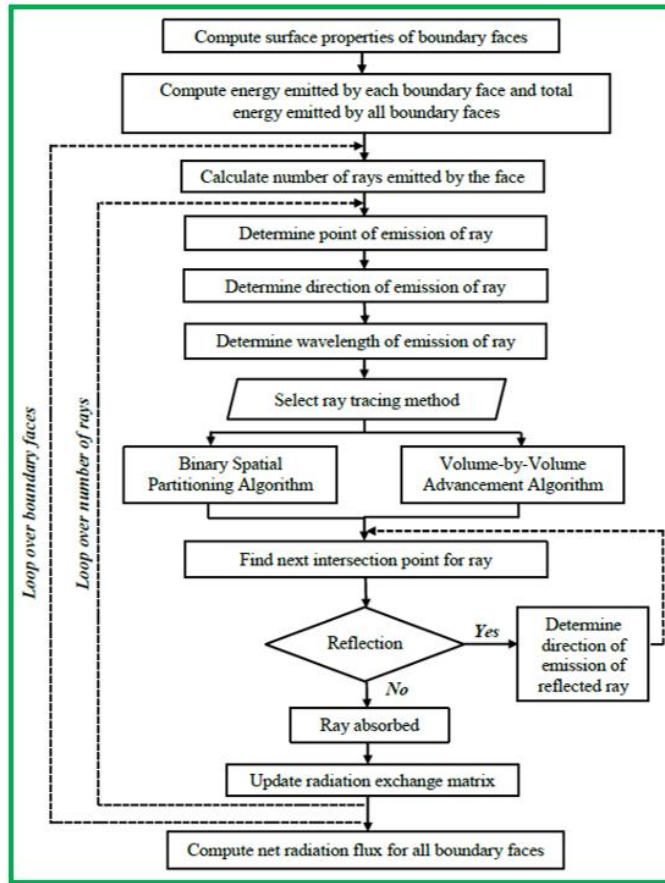 Compute surface properties of boundary faces
Compute energy emitted by each boundary face and total
energy emitted by all boundary faces
Calculate number of rays emitted by the face
Determine point of emission of ray
Determine direction of emission of ray
Determine wavelength of emission of ray
Select ray tracing method
Binary Spatial
Partitioning Algorithm
Volume-by-Volume
Advancement Algorithm
Loop over boundary faces
Loop over number of rays
Find next intersection point for ray
Reflection
Yes
Determine
direction of
emission of
reflected ray
No
Ray absorbed
Update radiation exchange matrix
Compute net radiation flux for all boundary faces